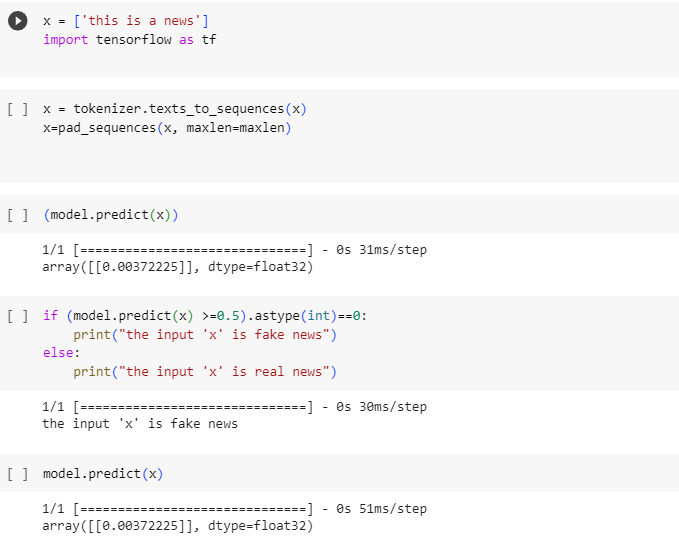 x = ['this is a news']
import tensorflow as tf
[ ] x = tokenizer.texts_to_sequences(x)
x=pad_sequences(x, maxlen=maxlen)
[ ] (model.predict(x))
1/1 [==============================] - 0s 31ms/step
array([[0.00372225]], dtype=float32)
[ ] if (model.predict(x) >=0.5).astype(int)==0:
print("the input 'x' is fake news")
else:
print("the input 'x' is real news")
1/1 [==============================] - 0s 30ms/step
the input 'x' is fake news
[ ] model.predict(x)
1/1 [==============================] - 0s 51ms/step
array([[0.00372225]], dtype=float32)